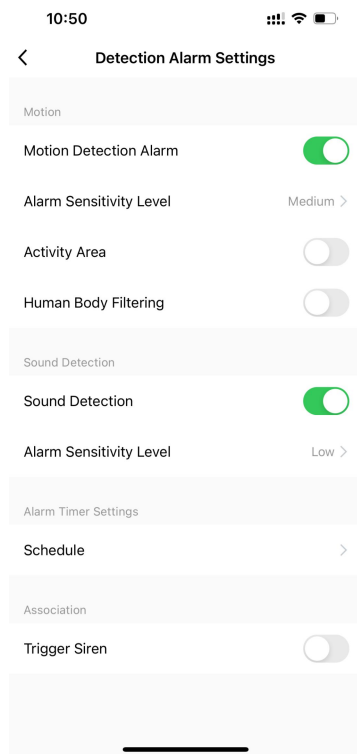 10:50
Detection Alarm Settings
Motion
Motion Detection Alarm
Alarm Sensitivity Level Medium
Activity Area
Human Body Filtering
Sound Detection
Sound Detection
Alarm Sensitivity Level Low
Alarm Timer Settings
Schedule
Association
Trigger Siren